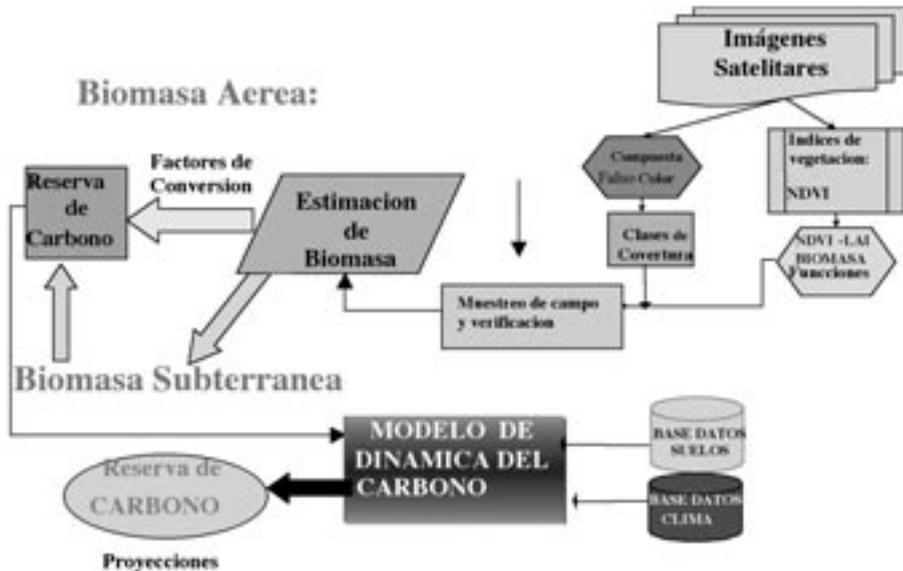 Imágenes
Satelitares
Biomasa Aerea:
Compuesta
Falso Color
Indices de
vegetacion:
NDVI
Factores de
Conversion
Reserva
de
Carbono
Estimacion
de
Biomasa
Clases de
Covertura
NDVI -LAI
BIOMASA
Funcciones
Muestreo de campo
y verificacion
Biomasa Subterranea
MODELO DE
DINAMICA DEL
CARBONO
BASE DATOS
SUELOS
Reserva de
CARBONO
BASE DATOS
CLIMA
Proyecciones